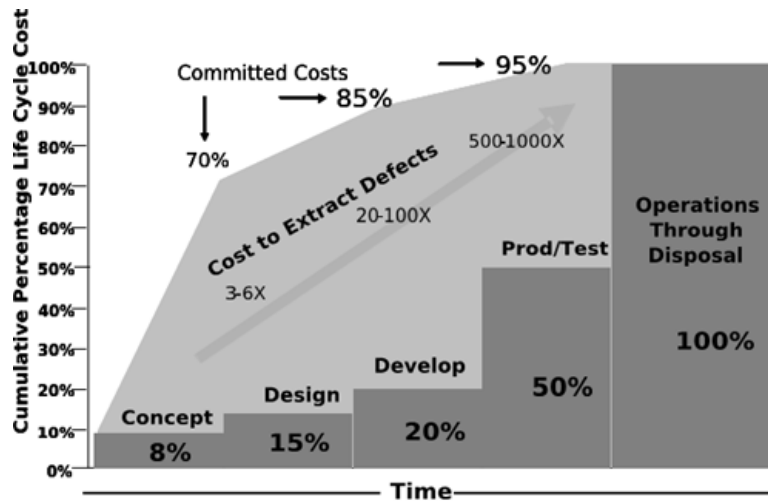 Cumulative Percentage Life Cycle Cost
100%
90%
80%
70%
60%
50%
40%
30%
20%
10%
0%
Committed Costs
70%
85%
95%
Cost to Extract Defects
3-6X
20-100X
500-1000X
Concept
8%
Design
15%
Develop
20%
Prod/Test
50%
Operations
Through
Disposal
100%
Time